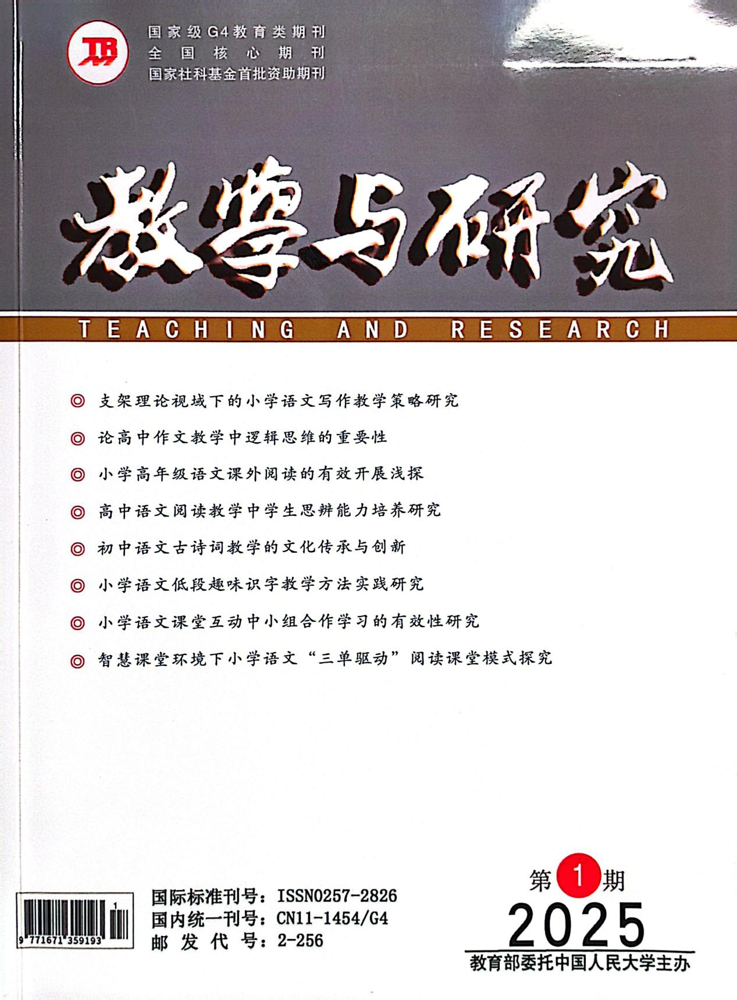 TR
国家级G4教育类期刊
全国核心期刊
国家社科基金首批资助期刊
教学与研究
TEACHING AND RESEARCH
◎ 支架理论视域下的小学语文写作教学策略研究
◎ 论高中作文教学中逻辑思维的重要性
◎ 小学高年级语文课外阅读的有效开展浅探
◎ 高中语文阅读教学中学生思辨能力培养研究
◎ 初中语文古诗词教学的文化传承与创新
◎ 小学语文低段趣味识字教学方法实践研究
◎ 小学语文课堂互动中小组合作学习的有效性研究
◎ 智慧课堂环境下小学语文“三单驱动”阅读课堂模式探究
第1期
2025
教育部委托中国人民大学主办
国际标准刊号：ISSN0257-2826
国内统一刊号：CN11-1454/G4
邮发代号：2-256
1
9 771671 359193